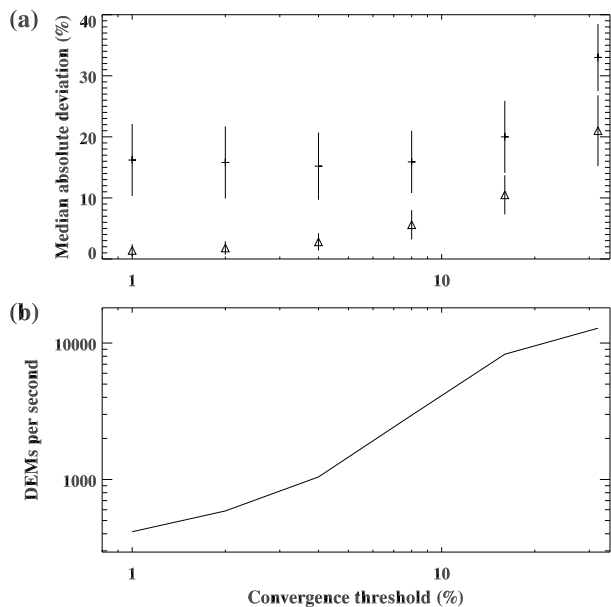 (a)
Median absolute deviation (%)
40
30
20
10
0
1
10
(b)
DEMs per second
10000
1000
1
10
Convergence threshold (%)